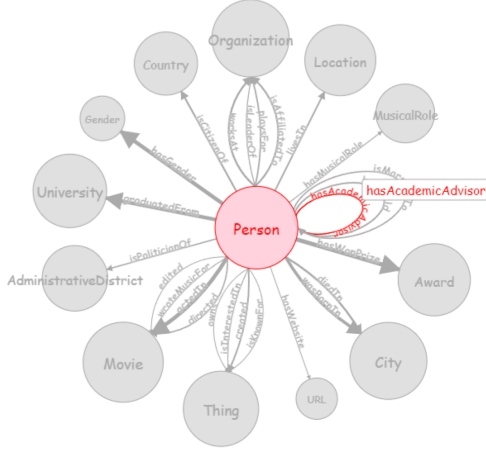 Organization
Country
Location
Gender
MusicalRole
University
AdministrativeDistrict
Person
Award
Movie
Thing
URL
City
isCitizenOf
worksAt
isLeaderOf
playsFor
isAffiliatedTo
livesIn
hasMusicalRole
hasAcademicAdvisor
hasAcademicAdvisor
hasGender
graduatedFrom
isPoliticianOf
hasWonPrize
edited
wroteMusicFor
actedIn
directed
owns
isInterestedIn
created
isKnownFor
hasWebsite
diedIn
wasBornIn